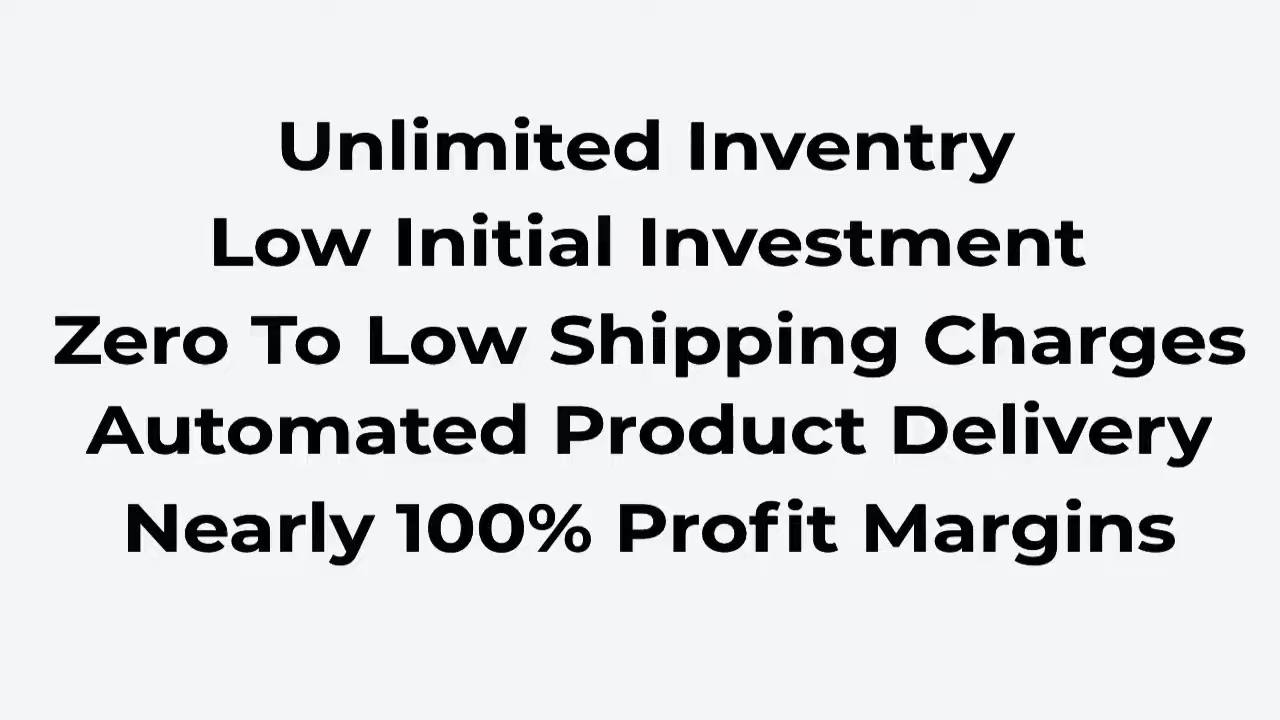 Unlimited Inventry
Low Initial Investment
Zero To Low Shipping Charges
Automated Product Delivery
Nearly 100% Profit Margins